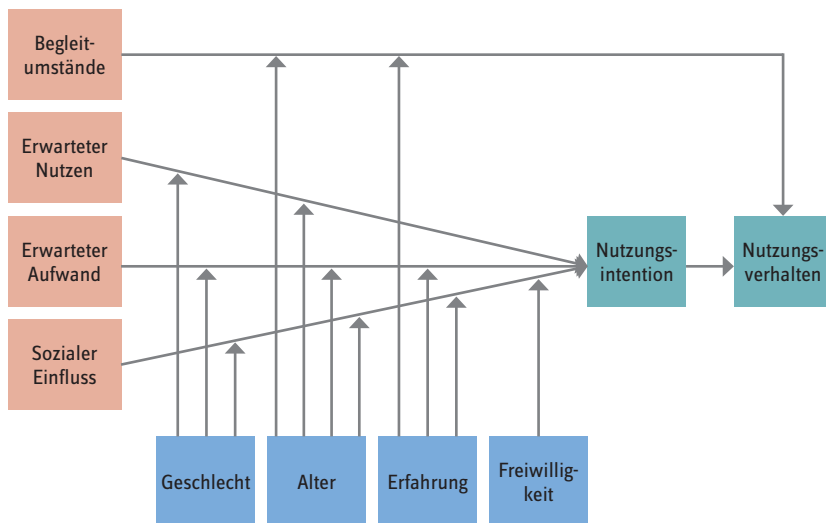 Begleit-
umstände
Erwarteter
Nutzen
Erwarteter
Aufwand
Nutzungs-
intention
Nutzungs-
verhalten
Sozialer
Einfluss
Geschlecht
Alter
Erfahrung
Freiwillig-
keit